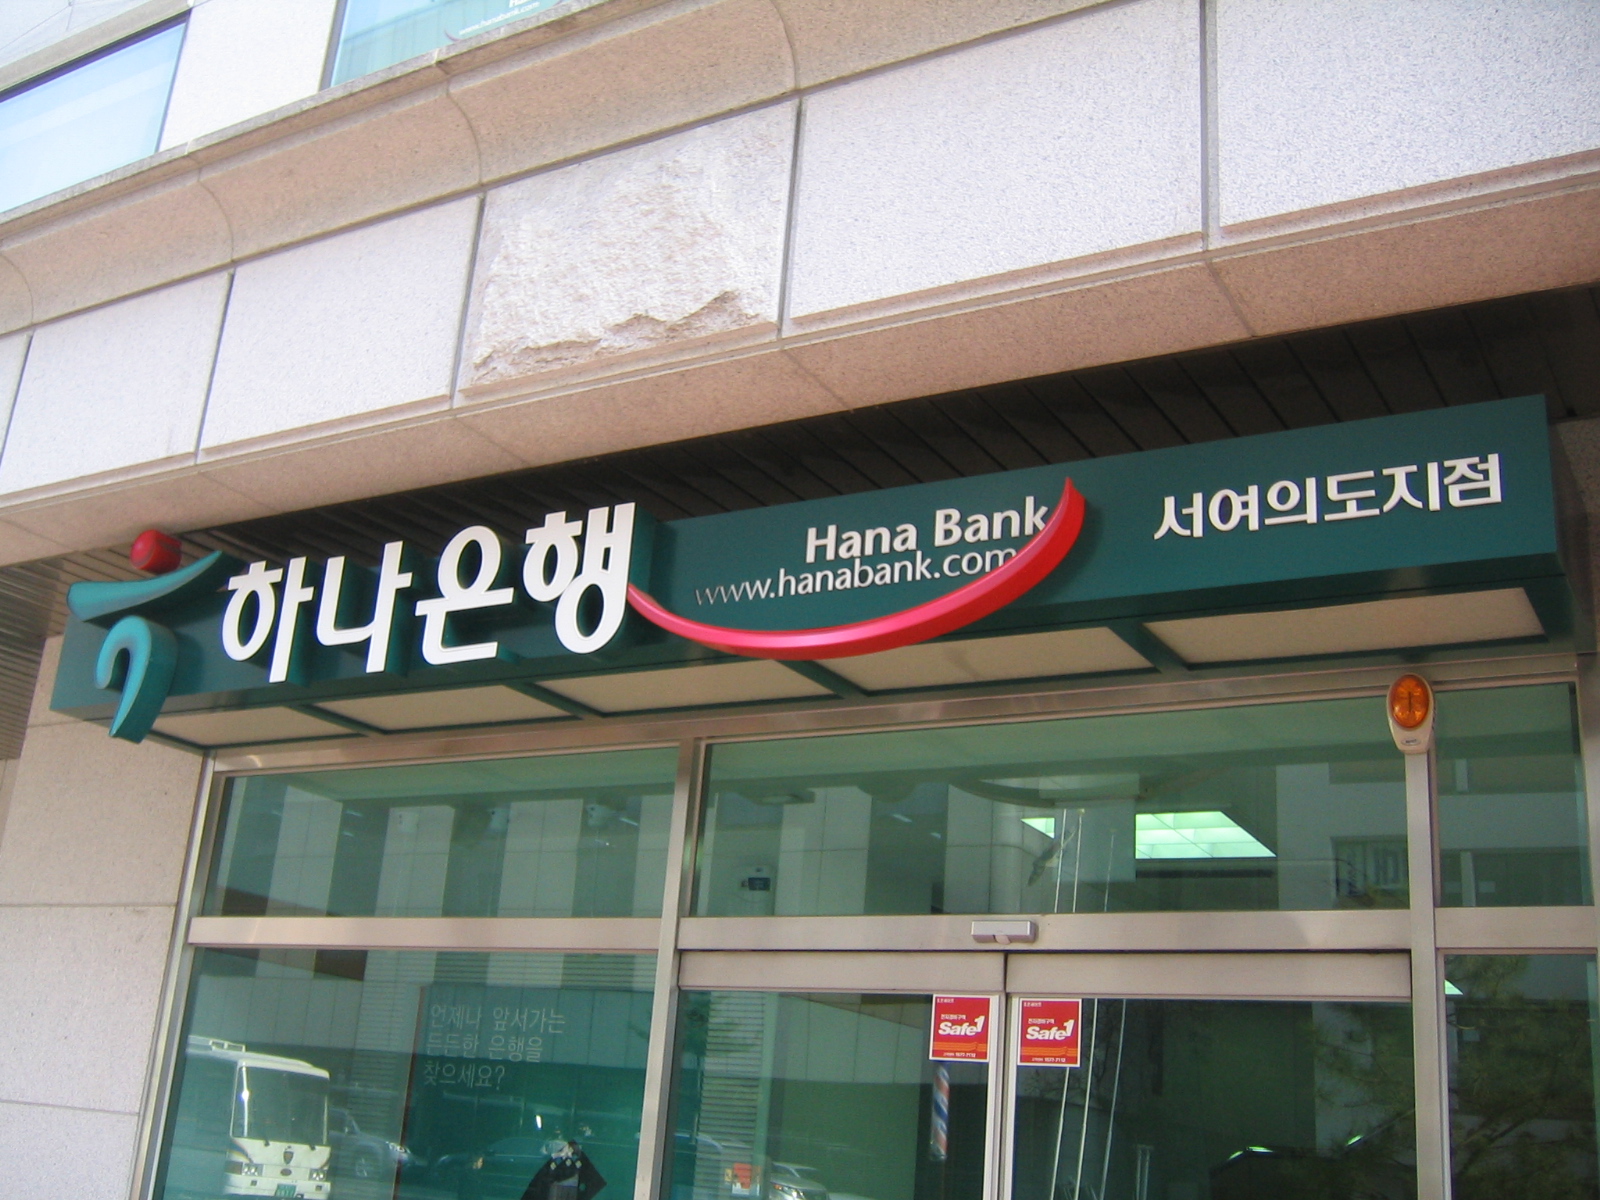 하나은행
Hana Bank
www.hanabank.com
서여의도지점
Safe1
Safe1
언제나 앞서가는
든든한 은행을
찾으세요?